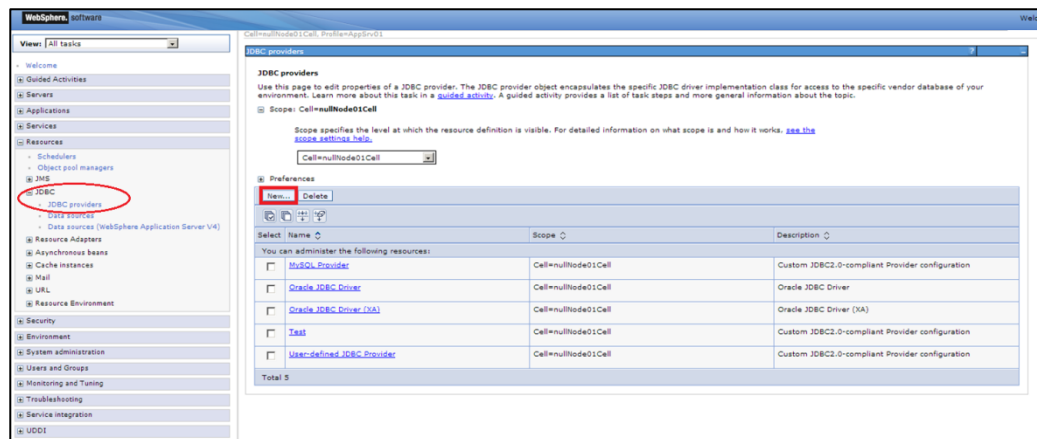 WebSphere. software
Welc
View: All tasks
Welcome
Guided Activities
Servers
Applications
Services
Resources
Schedulers
Object pool managers
JMS
JDBC
JDBC providers
Data sources
Data sources (WebSphere Application Server V4)
Resource Adapters
Asynchronous beans
Cache instances
Mail
URL
Resource Environment
Security
Environment
System administration
Users and Groups
Monitoring and Tuning
Troubleshooting
Service integration
UDDI
Cell=nullNode01Cell, Profile=AppSrv01
JDBC providers ? -
JDBC providers
Use this page to edit properties of a JDBC provider. The JDBC provider object encapsulates the specific JDBC driver implementation class for access to the specific vendor database of your
environment. Learn more about this task in a guided activity. A guided activity provides a list of task steps and more general information about the topic.
Scope: Cell=nullNode01Cell
Scope specifies the level at which the resource definition is visible. For detailed information on what scope is and how it works, see the
scope settings help.
Cell=nullNode01Cell
Preferences
New... Delete
Select Name Scope Description
You can administer the following resources:
MySQL Provider Cell=nullNode01Cell Custom JDBC2.0-compliant Provider configuration
Oracle JDBC Driver Cell=nullNode01Cell Oracle JDBC Driver
Oracle JDBC Driver (XA) Cell=nullNode01Cell Oracle JDBC Driver (XA)
Test Cell=nullNode01Cell Custom JDBC2.0-compliant Provider configuration
User-defined JDBC Provider Cell=nullNode01Cell Custom JDBC2.0-compliant Provider configuration
Total 5